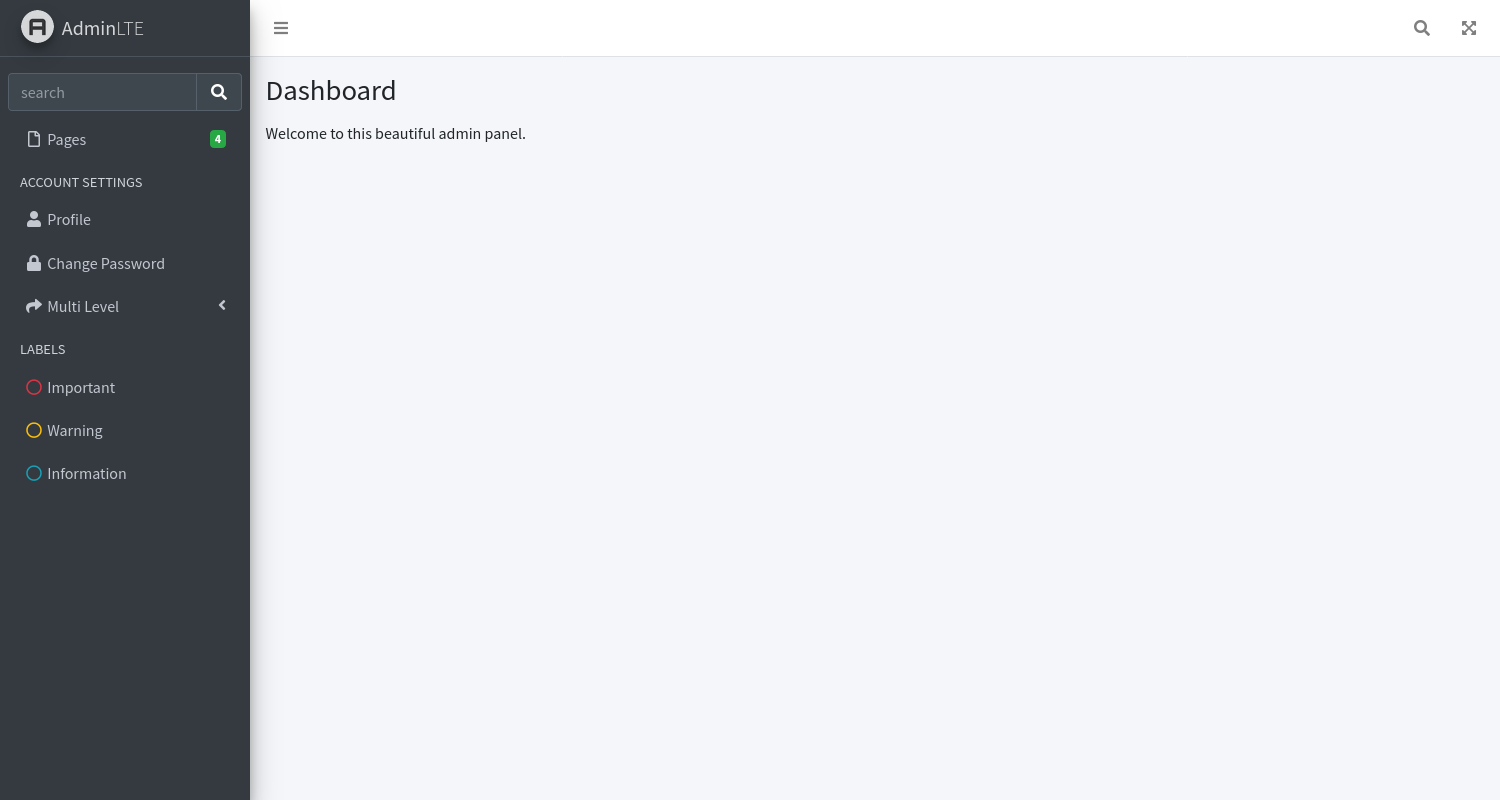 AdminLTE
search
Pages 4
ACCOUNT SETTINGS
Profile
Change Password
Multi Level
LABELS
Important
Warning
Information
Dashboard
Welcome to this beautiful admin panel.